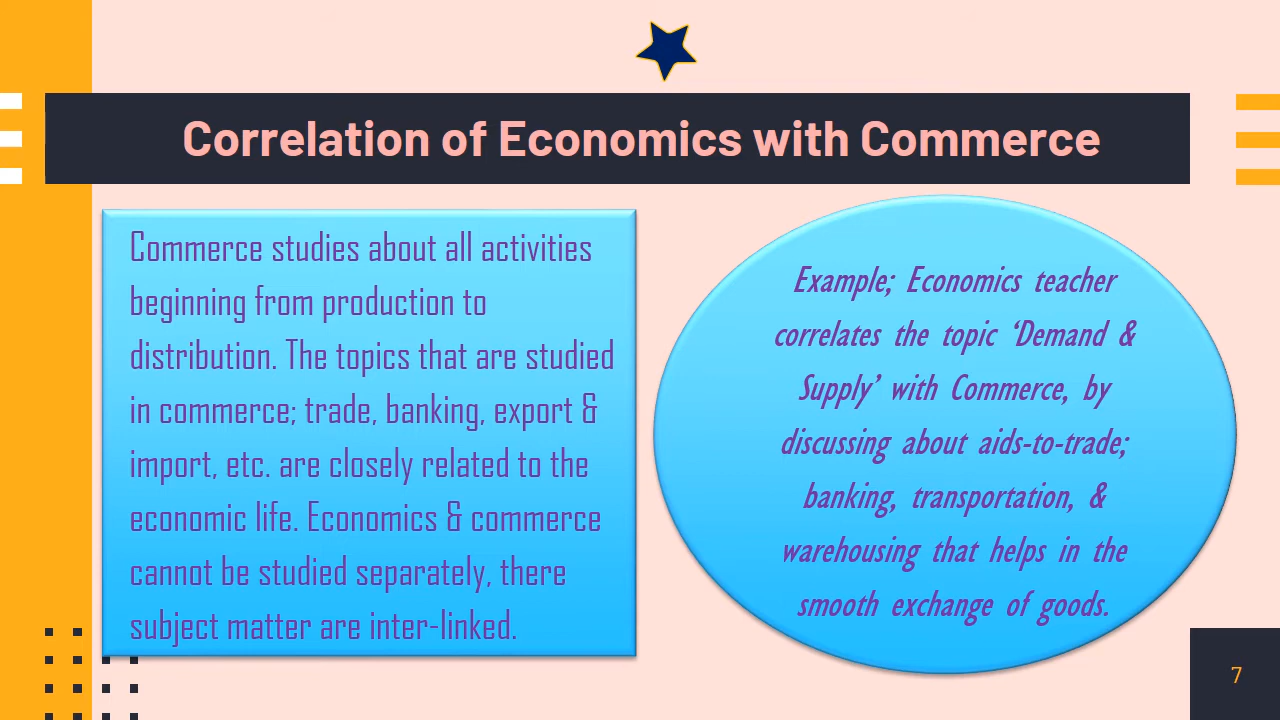 Correlation of Economics with Commerce
Commerce studies about all activities
beginning from production to
distribution. The topics that are studied
in commerce; trade, banking, export &
import, etc. are closely related to the
economic life. Economics & commerce
cannot be studied separately, there
subject matter are inter-linked.
Example; Economics teacher
correlates the topic ‘Demand &
Supply’ with Commerce, by
discussing about aids-to-trade;
banking, transportation, &
warehousing that helps in the
smooth exchange of goods.
7